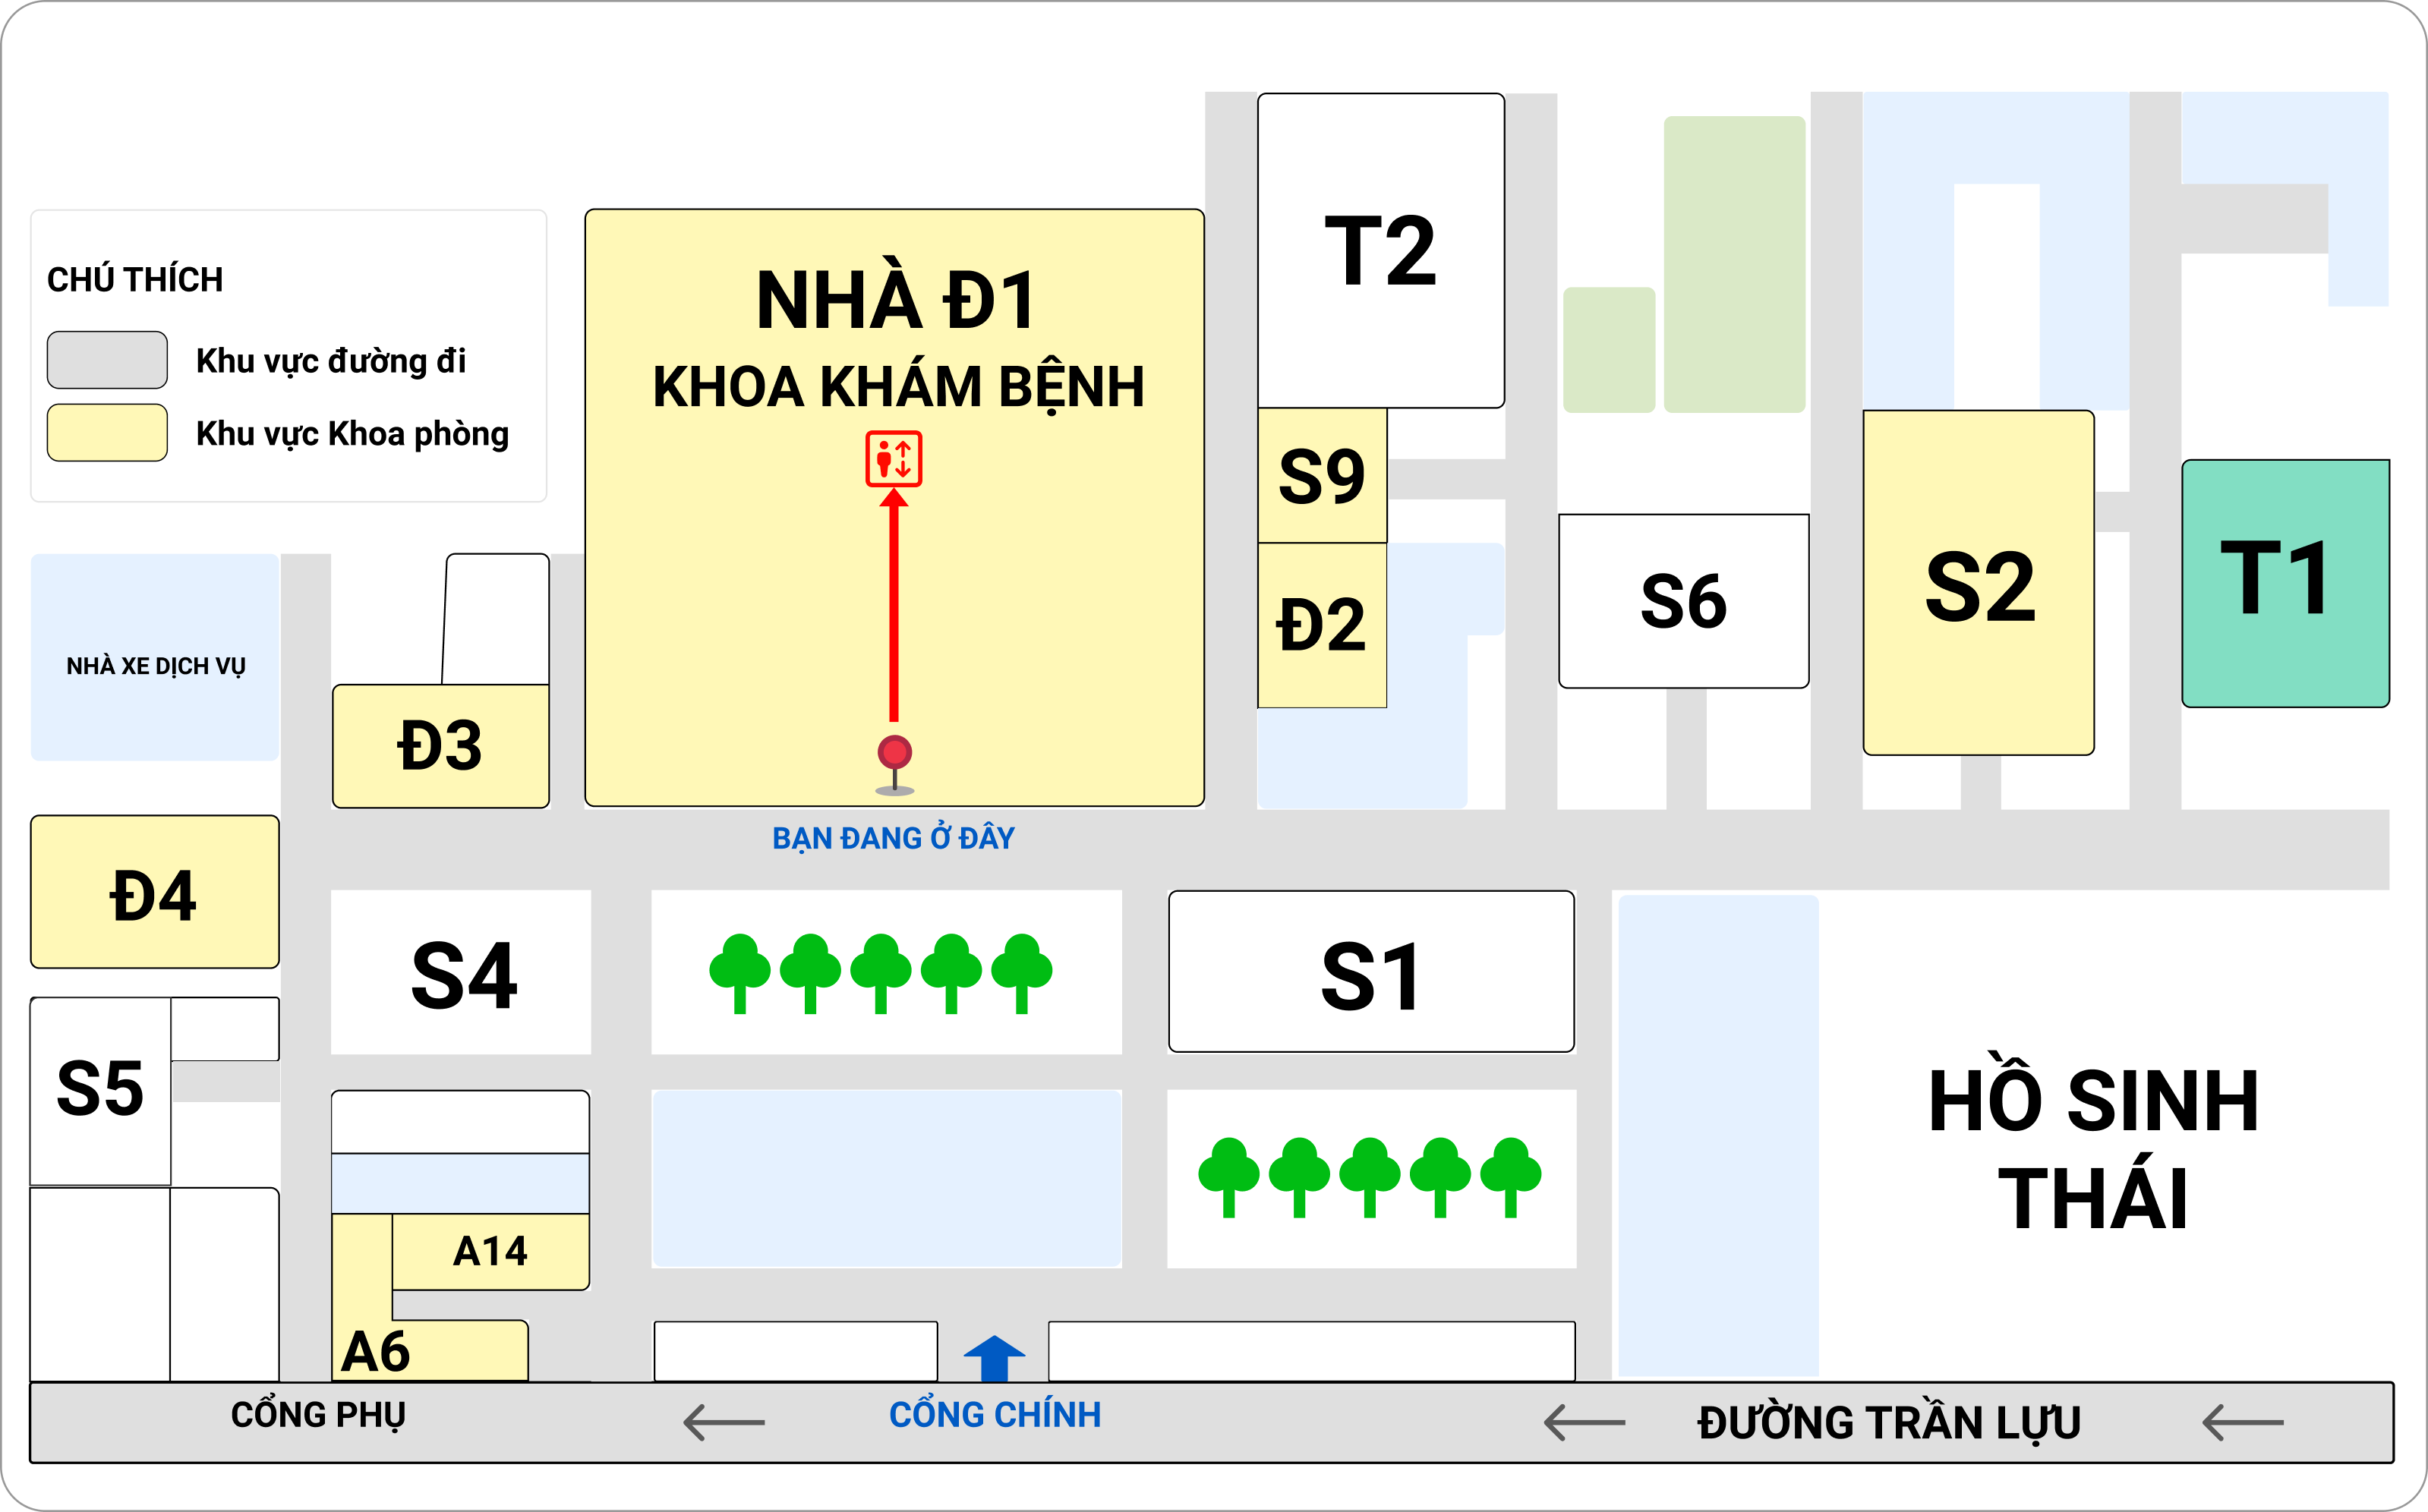 CHÚ THÍCH
Khu vực đường đi
Khu vực Khoa phòng
NHÀ Đ1
KHOA KHÁM BỆNH
T2
S9
Đ2
S6
S2
T1
NHÀ XE DỊCH VỤ
Đ3
BẠN ĐANG Ở ĐÂY
Đ4
S4
S1
S5
HỒ SINH
THÁI
A14
A6
CỔNG PHỤ
CỔNG CHÍNH
ĐƯỜNG TRẦN LỰU